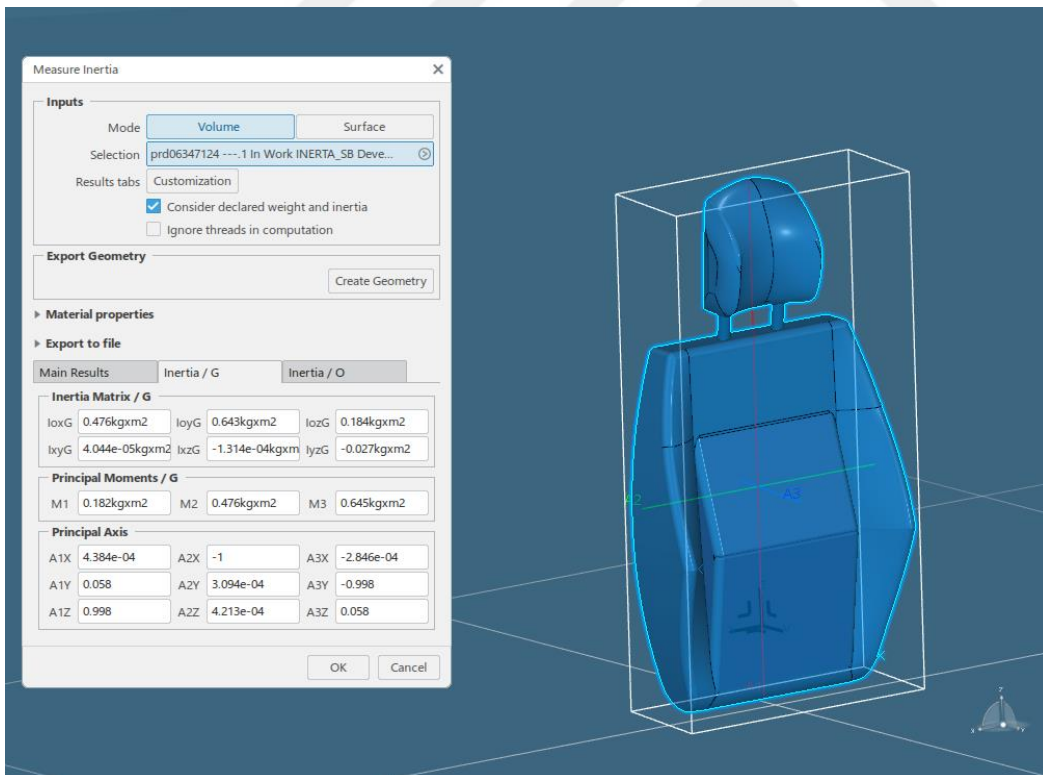 Measure Inertia
Inputs
Mode Volume Surface
Selection prd06347124 ---.1 In Work INERTA_SB Deve...
Results tabs Customization
Consider declared weight and inertia
Ignore threads in computation
Export Geometry
Create Geometry
Material properties
Export to file
Main Results Inertia / G Inertia / O
Inertia Matrix / G
IoxG 0.476kgxm2 IoyG 0.643kgxm2 IozG 0.184kgxm2
IxyG 4.044e-05kgxm2 IxzG -1.314e-04kgxm IyzG -0.027kgxm2
Principal Moments / G
M1 0.182kgxm2 M2 0.476kgxm2 M3 0.645kgxm2
Principal Axis
A1X 4.384e-04 A2X -1 A3X -2.846e-04
A1Y 0.058 A2Y 3.094e-04 A3Y -0.998
A1Z 0.998 A2Z 4.213e-04 A3Z 0.058
OK Cancel
A2
A3